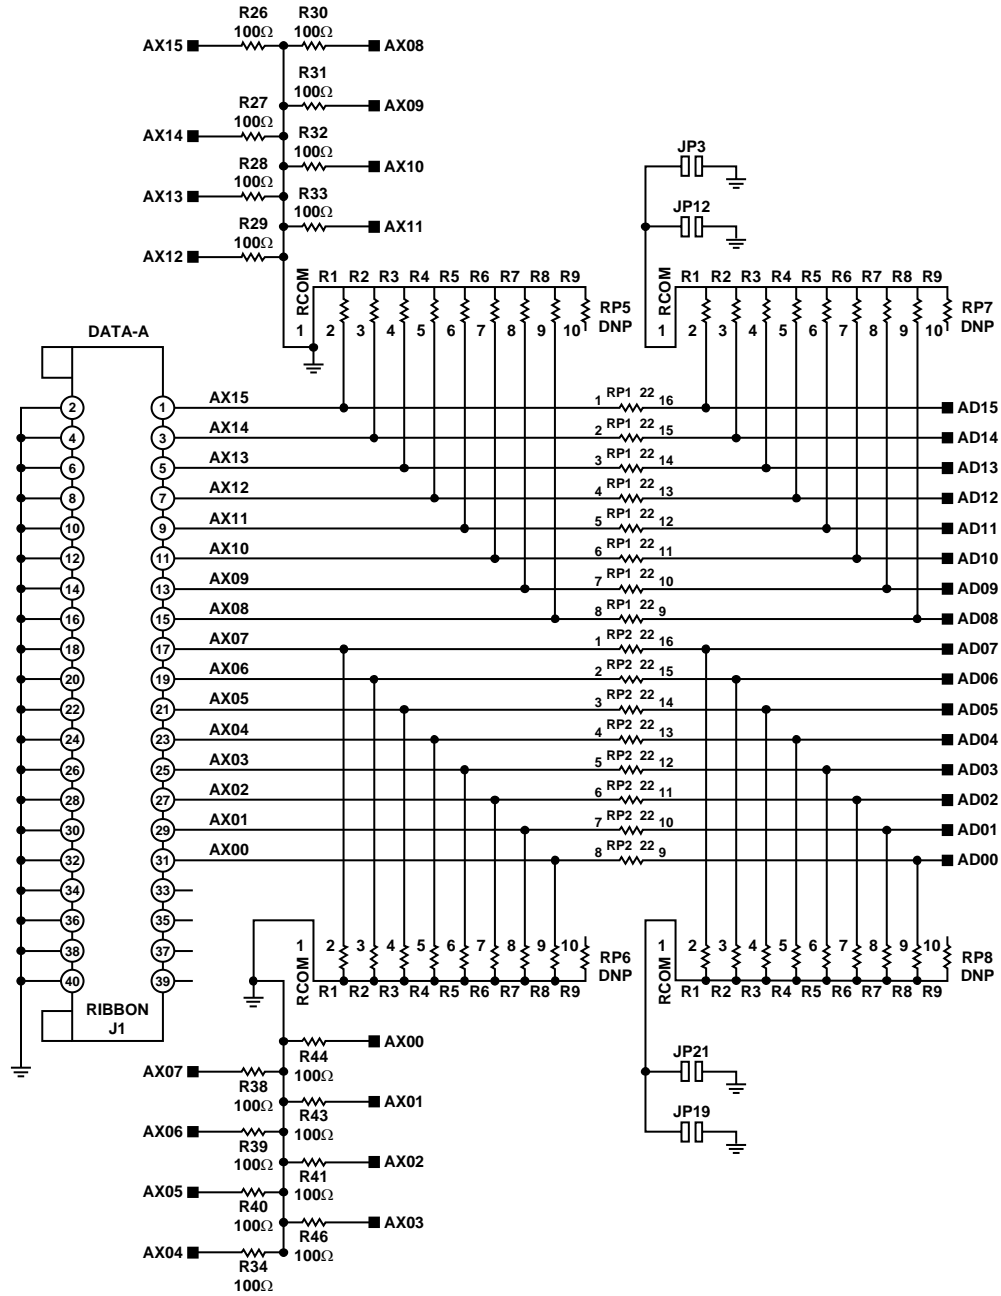 R26 R30
100Ω 100Ω
AX15 AX08
R31
100Ω
AX09
R27
100Ω
AX14
R32
100Ω
AX10
R28
100Ω
AX13
R33
100Ω
AX11
R29
100Ω
AX12
JP3
JP12
RCOM
1
R1 R2 R3 R4 R5 R6 R7 R8 R9
2 3 4 5 6 7 8 9 10
RP5
DNP
RCOM
1
R1 R2 R3 R4 R5 R6 R7 R8 R9
2 3 4 5 6 7 8 9 10
RP7
DNP
DATA-A
2 1 AX15 1 RP1 22 16 AD15
4 3 AX14 2 RP1 22 15 AD14
6 5 AX13 3 RP1 22 14 AD13
8 7 AX12 4 RP1 22 13 AD12
10 9 AX11 5 RP1 22 12 AD11
12 11 AX10 6 RP1 22 11 AD10
14 13 AX09 7 RP1 22 10 AD09
16 15 AX08 8 RP1 22 9 AD08
18 17 AX07 1 RP2 22 16 AD07
20 19 AX06 2 RP2 22 15 AD06
22 21 AX05 3 RP2 22 14 AD05
24 23 AX04 4 RP2 22 13 AD04
26 25 AX03 5 RP2 22 12 AD03
28 27 AX02 6 RP2 22 11 AD02
30 29 AX01 7 RP2 22 10 AD01
32 31 AX00 8 RP2 22 9 AD00
34 33
36 35
38 37
40 39
RIBBON
J1
1
RCOM
2 3 4 5 6 7 8 9 10
R1 R2 R3 R4 R5 R6 R7 R8 R9
RP6
DNP
1
RCOM
2 3 4 5 6 7 8 9 10
R1 R2 R3 R4 R5 R6 R7 R8 R9
RP8
DNP
AX00
R44
100Ω
AX07
R38
100Ω
AX01
R43
100Ω
AX06
R39
100Ω
AX02
R41
100Ω
AX05
R40
100Ω
AX03
R46
100Ω
AX04
R34
100Ω
JP21
JP19